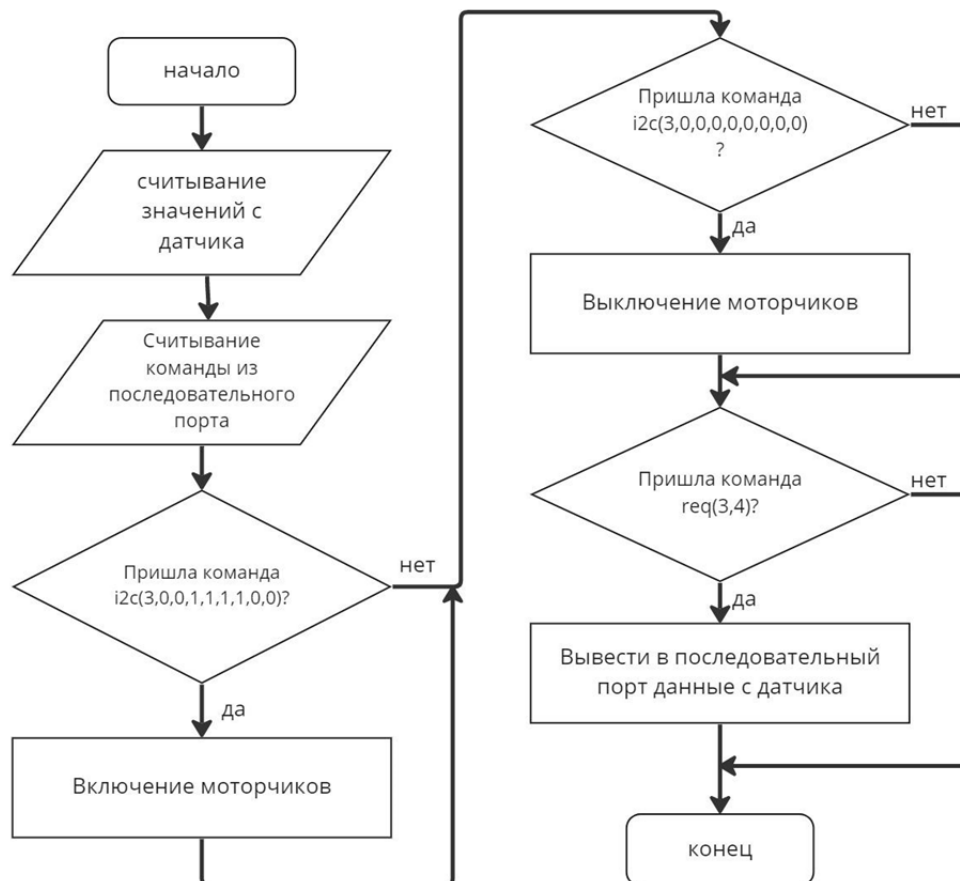 начало
считывание
значений с
датчика
Считывание
команды из
последовательного
порта
Пришла команда
i2c(3,0,0,1,1,1,1,0,0)?
нет
да
Включение моторчиков
Пришла команда
i2c(3,0,0,0,0,0,0,0,0)
?
нет
да
Выключение моторчиков
Пришла команда
req(3,4)?
нет
да
Вывести в последовательный
порт данные с датчика
конец